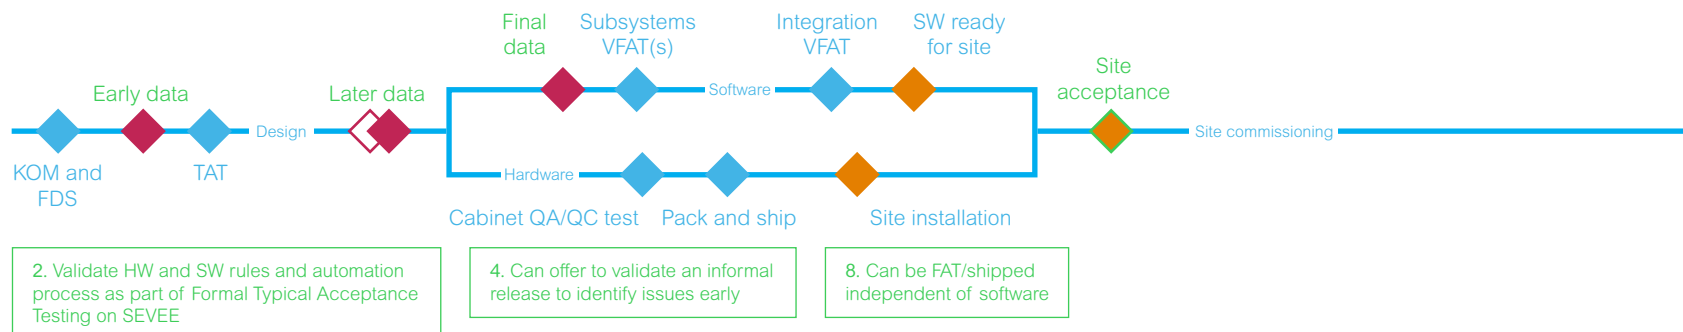 Final
data
Subsystems
VFAT(s)
Integration
VFAT
SW ready
for site
Site
acceptance
Early data
Later data
Software
Design
Site commissioning
KOM and
FDS
TAT
Hardware
Cabinet QA/QC test
Pack and ship
Site installation
2. Validate HW and SW rules and automation
process as part of Formal Typical Acceptance
Testing on SEVEE
4. Can offer to validate an informal
release to identify issues early
8. Can be FAT/shipped
independent of software